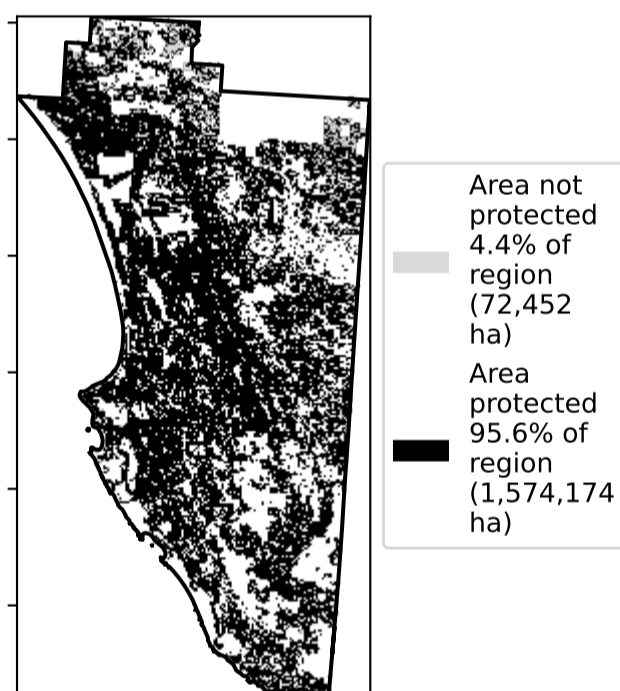 Area not
protected
4.4% of
region
(72,452
ha)
Area
protected
95.6% of
region
(1,574,174
ha)